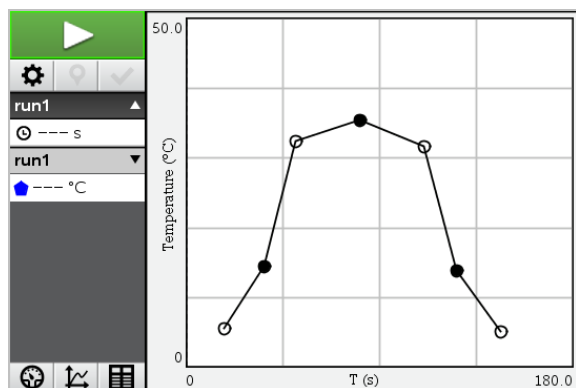 run1
--- s
run1
--- °C
50.0
Temperature (°C)
0
0
T (s)
180.0